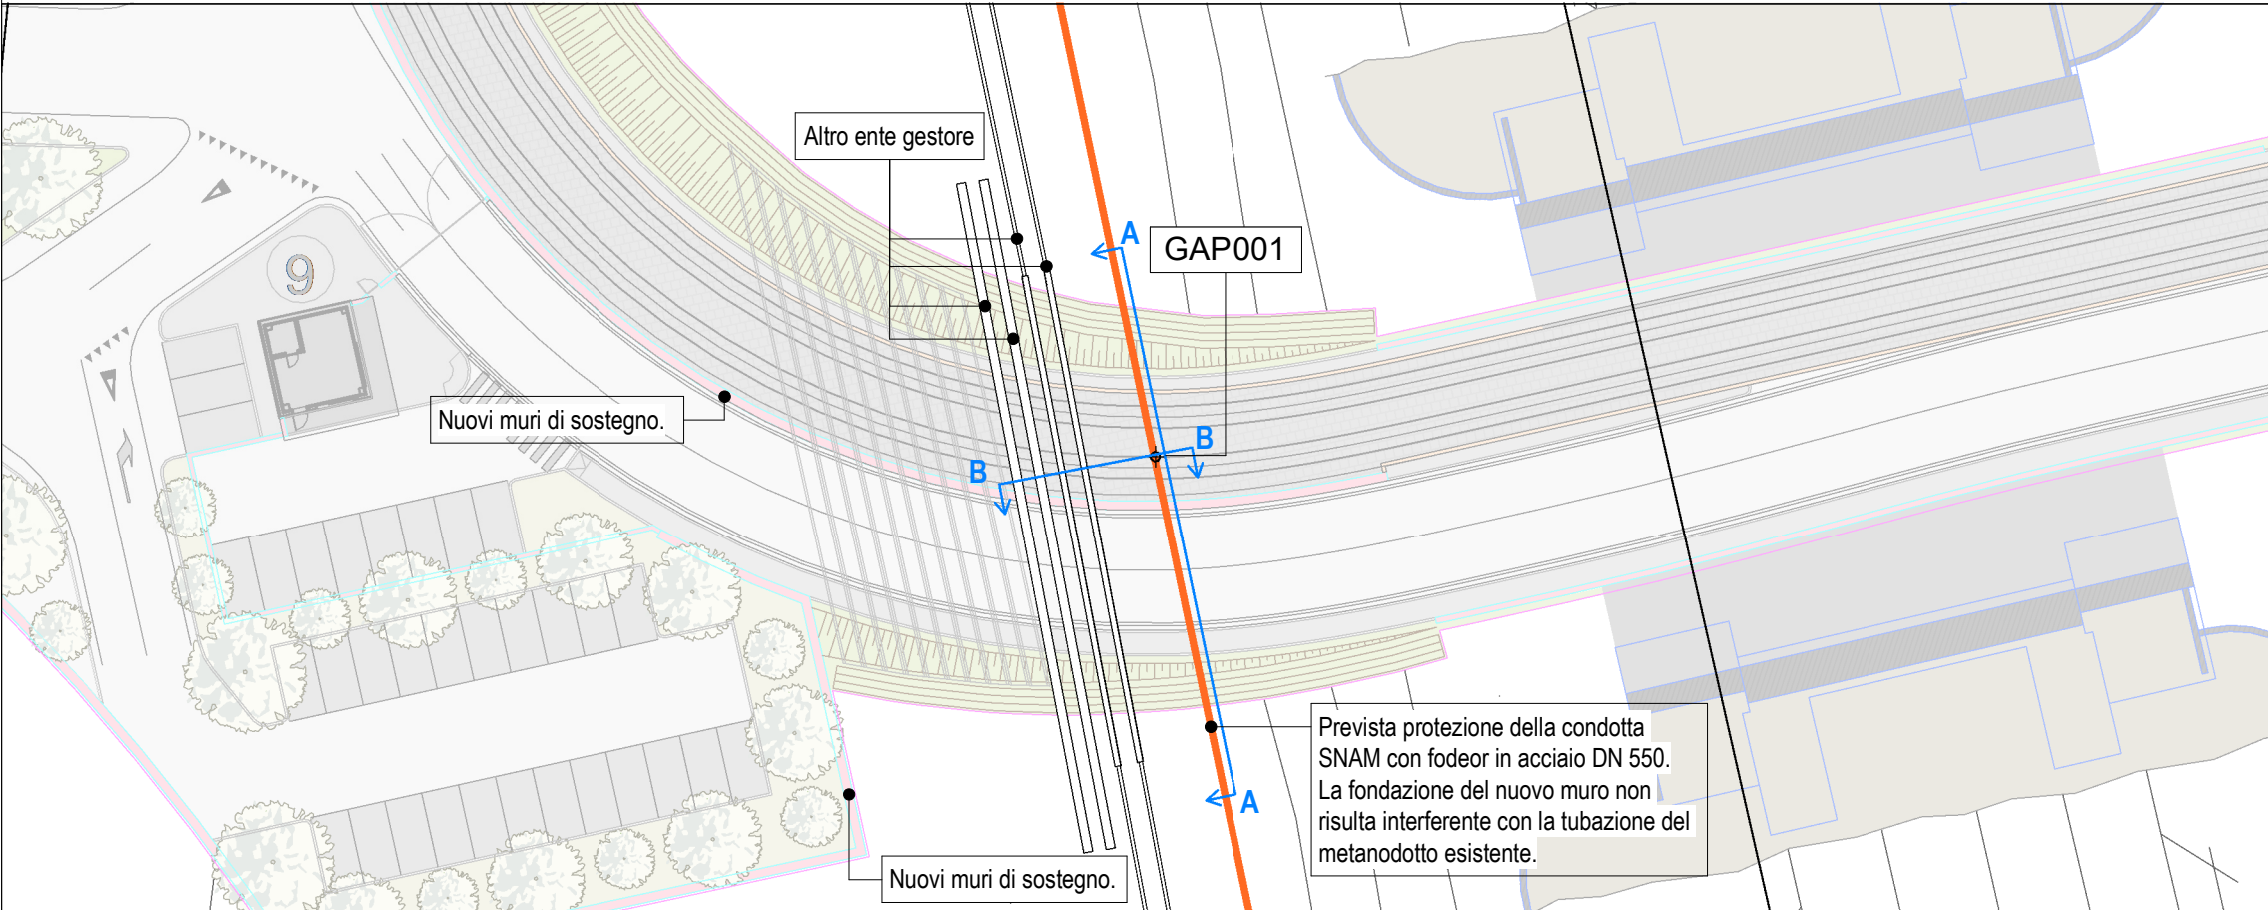 Altro ente gestore
A
GAP001
9
Nuovi muri di sostegno.
B
B
Prevista protezione della condotta
SNAM con fodeor in acciaio DN 550.
La fondazione del nuovo muro non
risulta interferente con la tubazione del
metanodotto esistente.
A
Nuovi muri di sostegno.